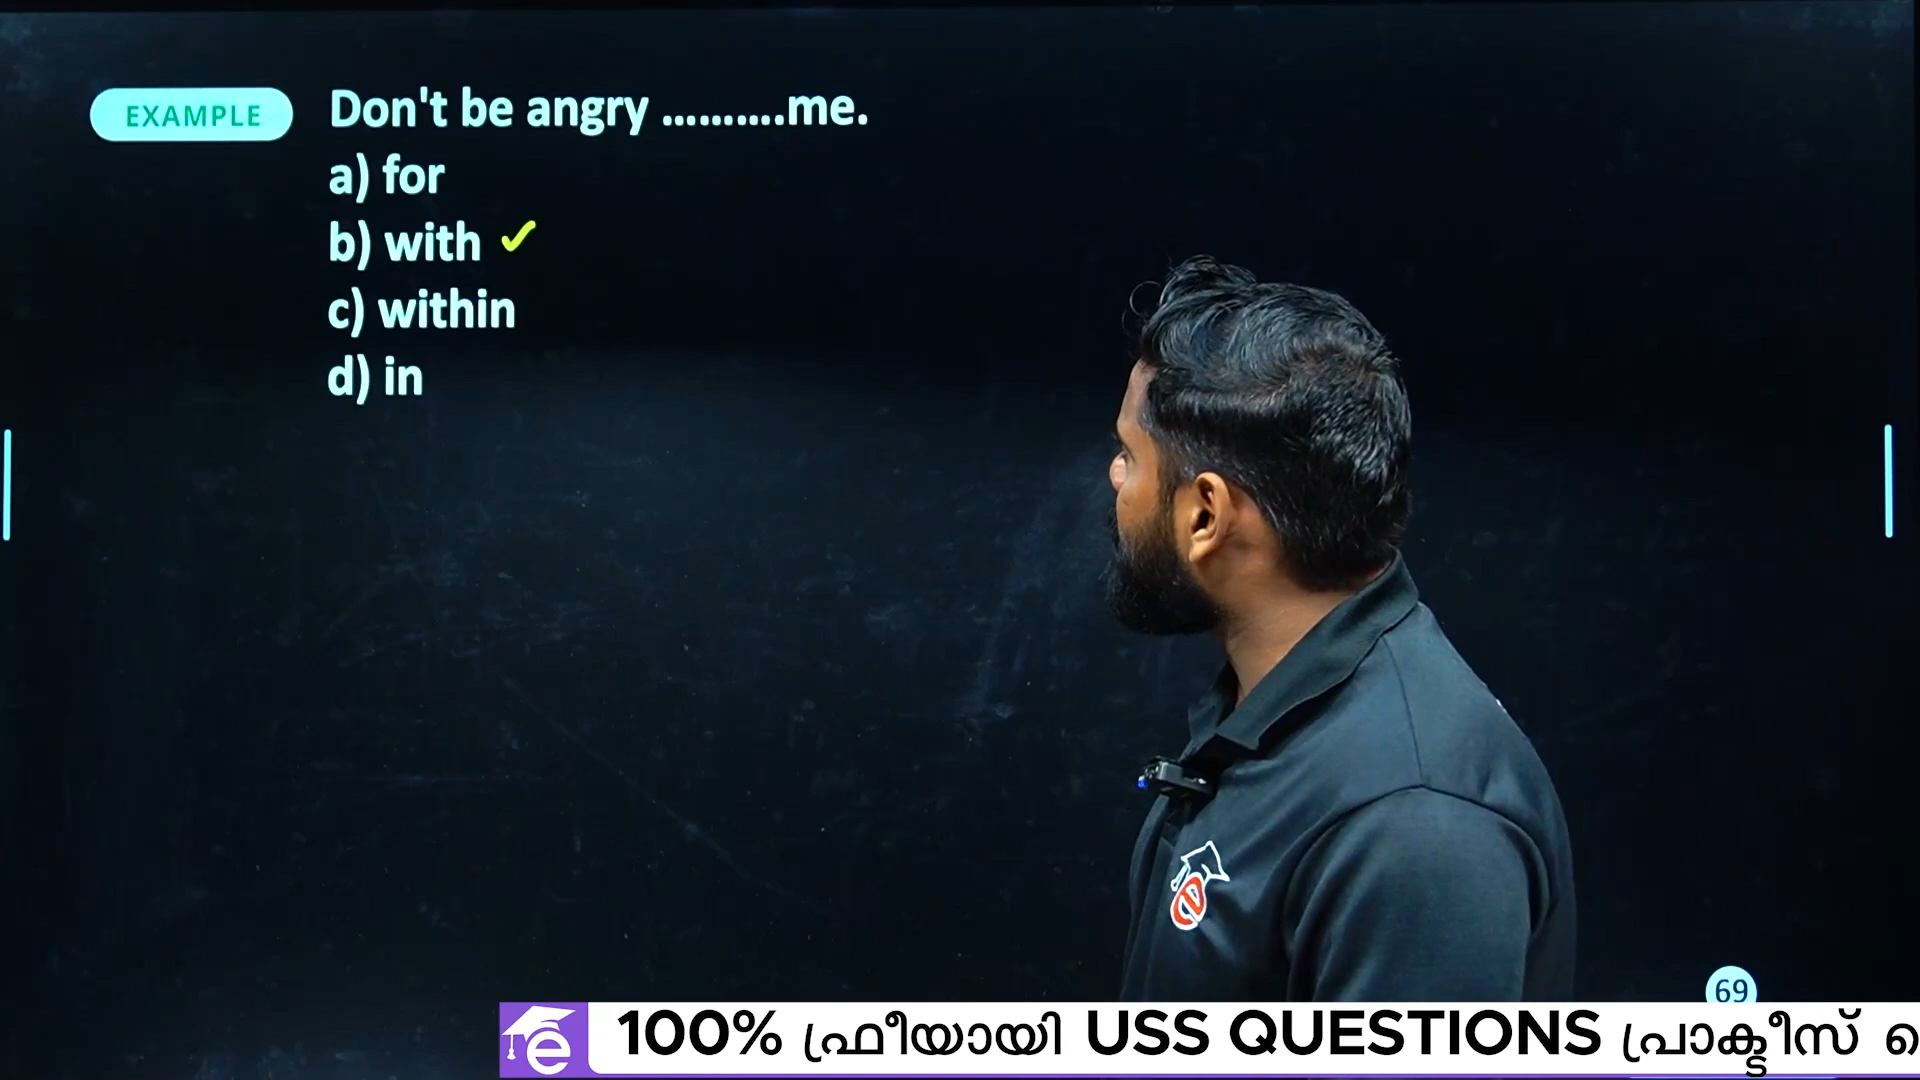 EXAMPLE
Don't be angry ..........me.
a) for
b) with ✓
c) within
d) in
69
100% ഫ്രീയായി USS QUESTIONS പ്രാക്ടീസ്